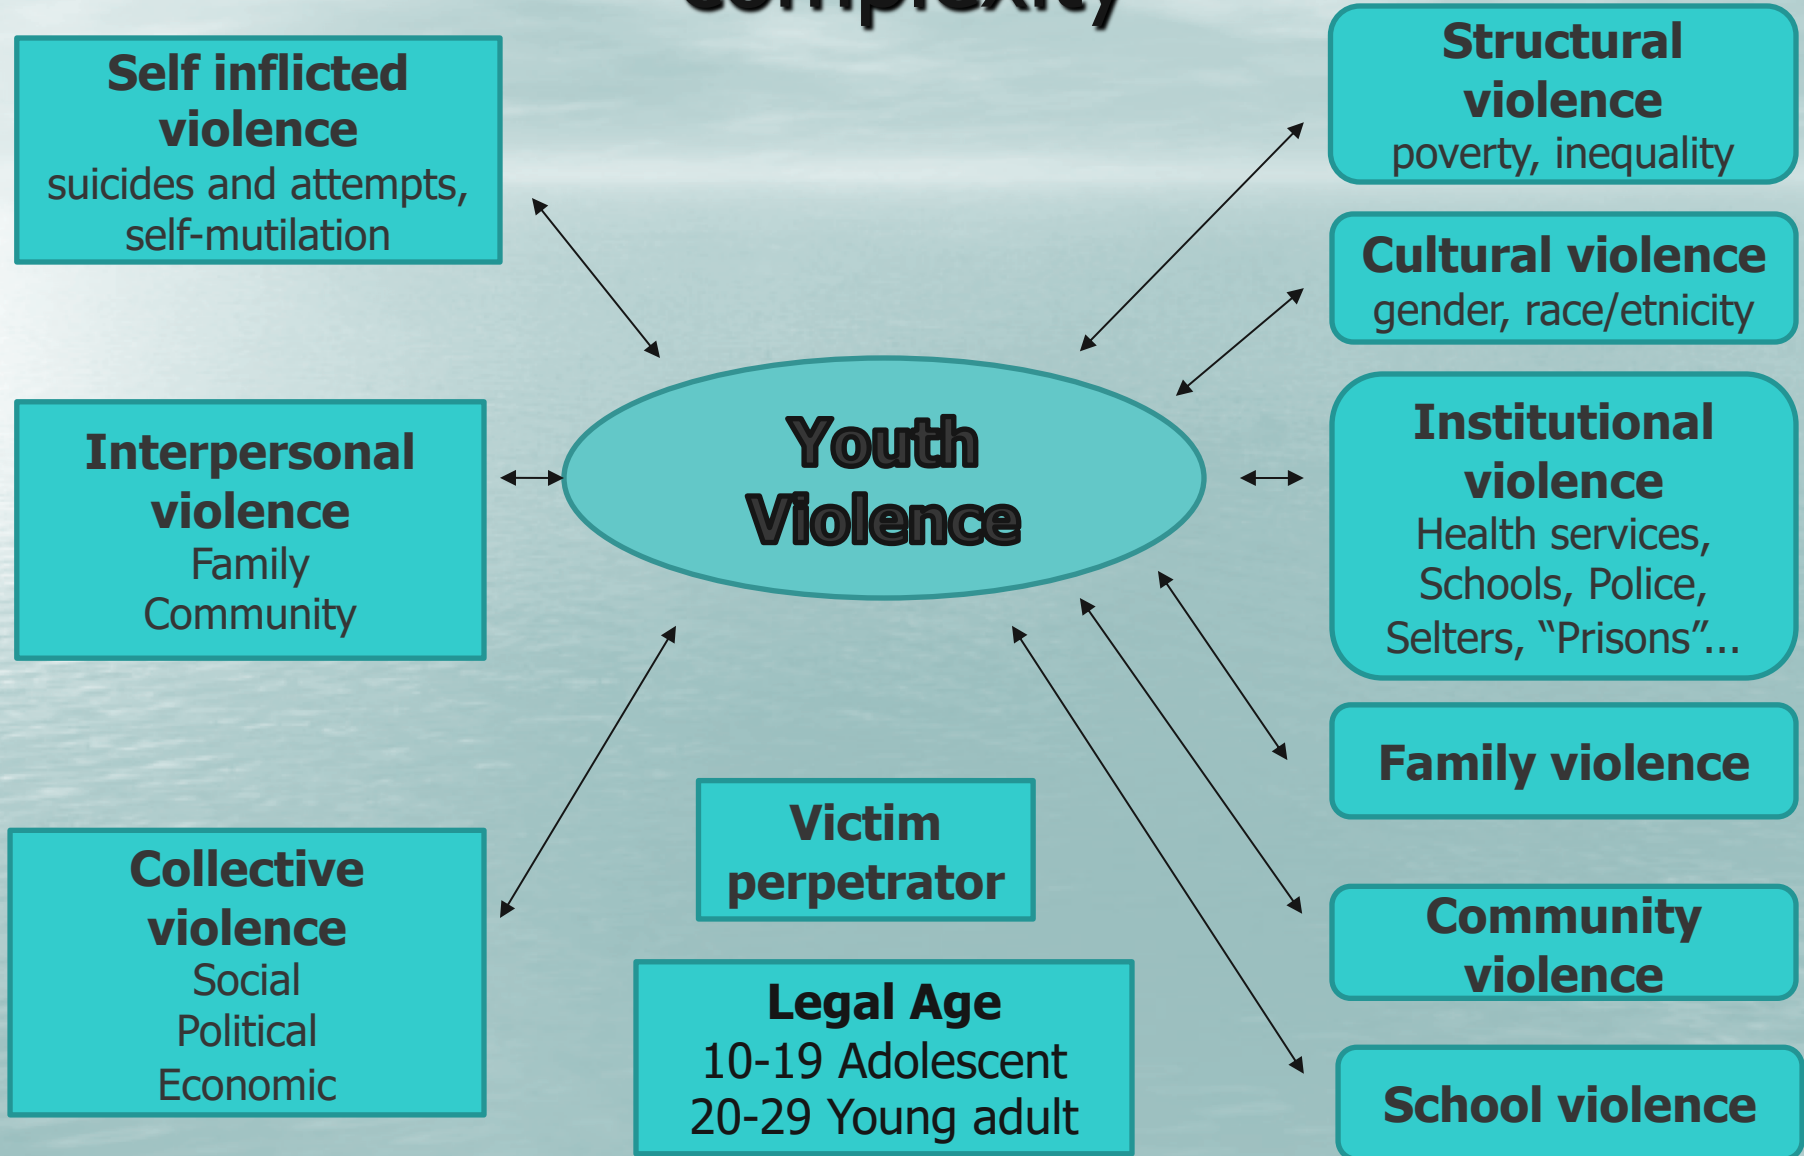 complexity
Self inflicted
violence
suicides and attempts,
self-mutilation
Structural
violence
poverty, inequality
Cultural violence
gender, race/etnicity
Interpersonal
violence
Family
Community
Youth
Violence
Institutional
violence
Health services,
Schools, Police,
Selters, “Prisons”...
Family violence
Collective
violence
Social
Political
Economic
Victim
perpetrator
Legal Age
10-19 Adolescent
20-29 Young adult
Community
violence
School violence